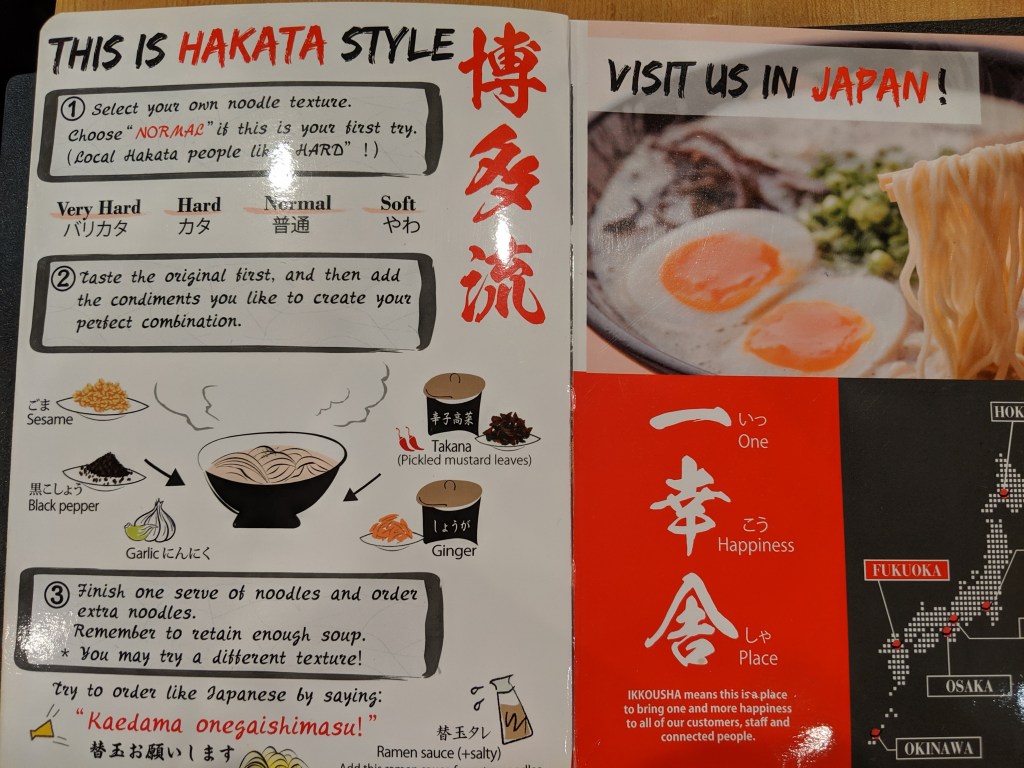 THIS IS HAKATA STYLE
博多流
① Select your own noodle texture.
Choose "NORMAL" if this is your first try.
(Local Hakata people like "HARD" ! )
Very Hard Hard Normal Soft
バリカタ カタ 普通 やわ
② Taste the original first, and then add
the condiments you like to create your
perfect combination.
ごま
Sesame
黒こしょう
Black pepper
Garlic にんにく
辛子高菜
Takana
(Pickled mustard leaves)
しょうが
Ginger
③ Finish one serve of noodles and order
extra noodles.
Remember to retain enough soup.
* You may try a different texture!
Try to order like Japanese by saying:
"Kaedama onegaishimasu!"
替玉お願いします
替玉タレ
Ramen sauce (+salty)
VISIT US IN JAPAN!
一 いっ
One
幸 こう
Happiness
舎 しゃ
Place
IKKOUSHA means this is a place
to bring one and more happiness
to all of our customers, staff and
connected people.
HOK
FUKUOKA
OSAKA
OKINAWA